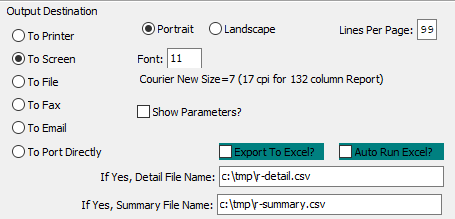 Output Destination
Portrait Landscape Lines Per Page: 99
To Printer
To Screen Font: 11
Courier New Size=7 (17 cpi for 132 column Report)
To File
To Fax Show Parameters?
To Email
To Port Directly Export To Excel? Auto Run Excel?
If Yes, Detail File Name: c:\tmp\r-detail.csv
If Yes, Summary File Name: c:\tmp\r-summary.csv